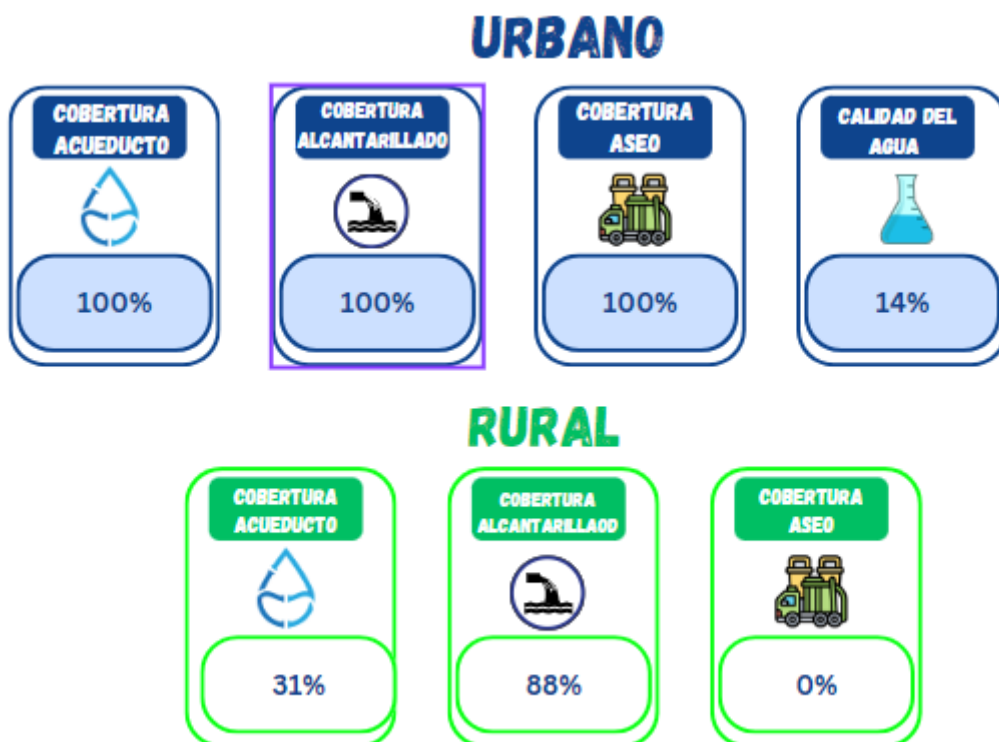 URBANO
COBERTURA
ACUEDUCTO
100%
COBERTURA
ALCANTARILLADO
100%
COBERTURA
ASEO
100%
CALIDAD DEL
AGUA
14%
RURAL
COBERTURA
ACUEDUCTO
31%
COBERTURA
ALCANTARILLAOD
88%
COBERTURA
ASEO
0%